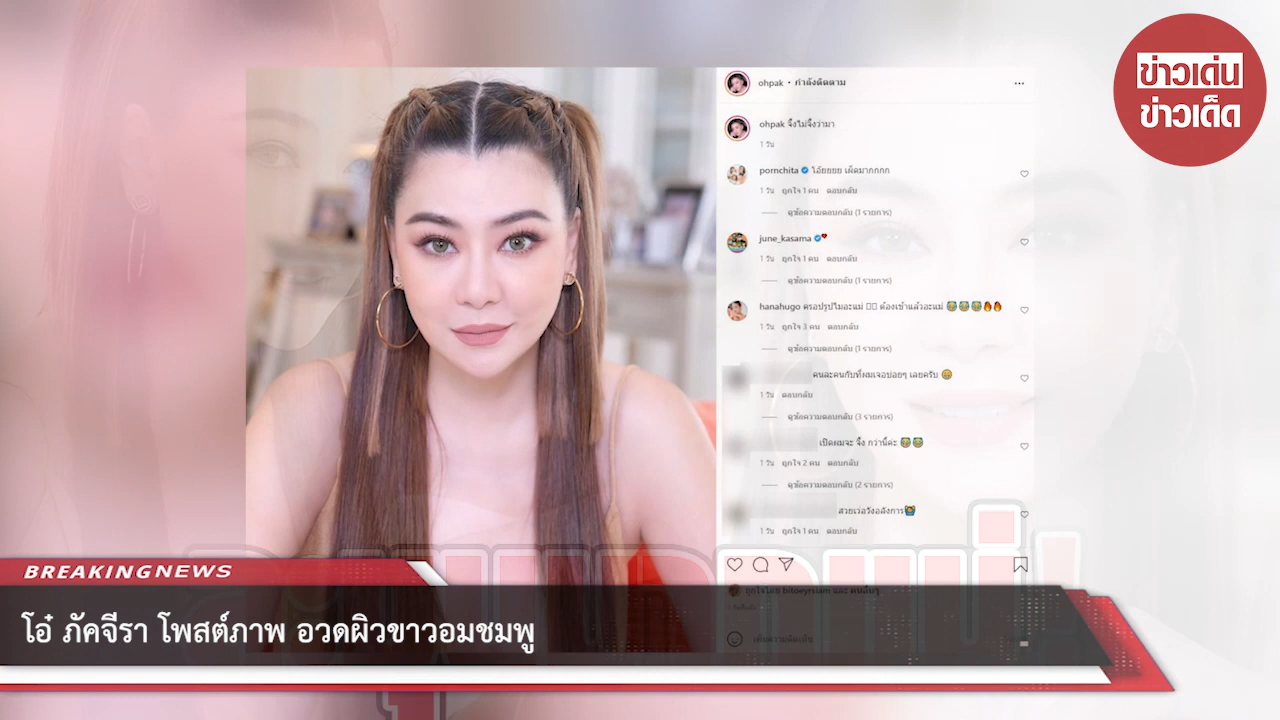 ข่าวเด่น
ข่าวเด็ด
ohpak • กำลังติดตาม
ohpak จึ้งไม่จึ้งว่ามา
1 วัน
pornchita โอ้ยยยย เผ็ดมากกกก
1 วัน ถูกใจ 1 คน ตอบกลับ
ดูข้อความตอบกลับ (1 รายการ)
june_kasama
1 วัน ถูกใจ 1 คน ตอบกลับ
ดูข้อความตอบกลับ (1 รายการ)
hanahugo ครอปรูปไมอะแม่ ต้องเข้าแล้วอะแม่ 😇😇😇🔥🔥
1 วัน ถูกใจ 3 คน ตอบกลับ
ดูข้อความตอบกลับ (1 รายการ)
คนละคนกับที่ผมเจอบ่อยๆ เลยครับ
1 วัน ตอบกลับ
ดูข้อความตอบกลับ (3 รายการ)
เปิดผมจะ จึ้ง กว่านี้ค่ะ
1 วัน ถูกใจ 2 คน ตอบกลับ
ดูข้อความตอบกลับ (2 รายการ)
สวยเว่อวังอลังการ
1 วัน ถูกใจ 1 คน ตอบกลับ
BREAKINGNEWS
โอ๋ ภัคจีรา โพสต์ภาพ อวดผิวขาวอมชมพู